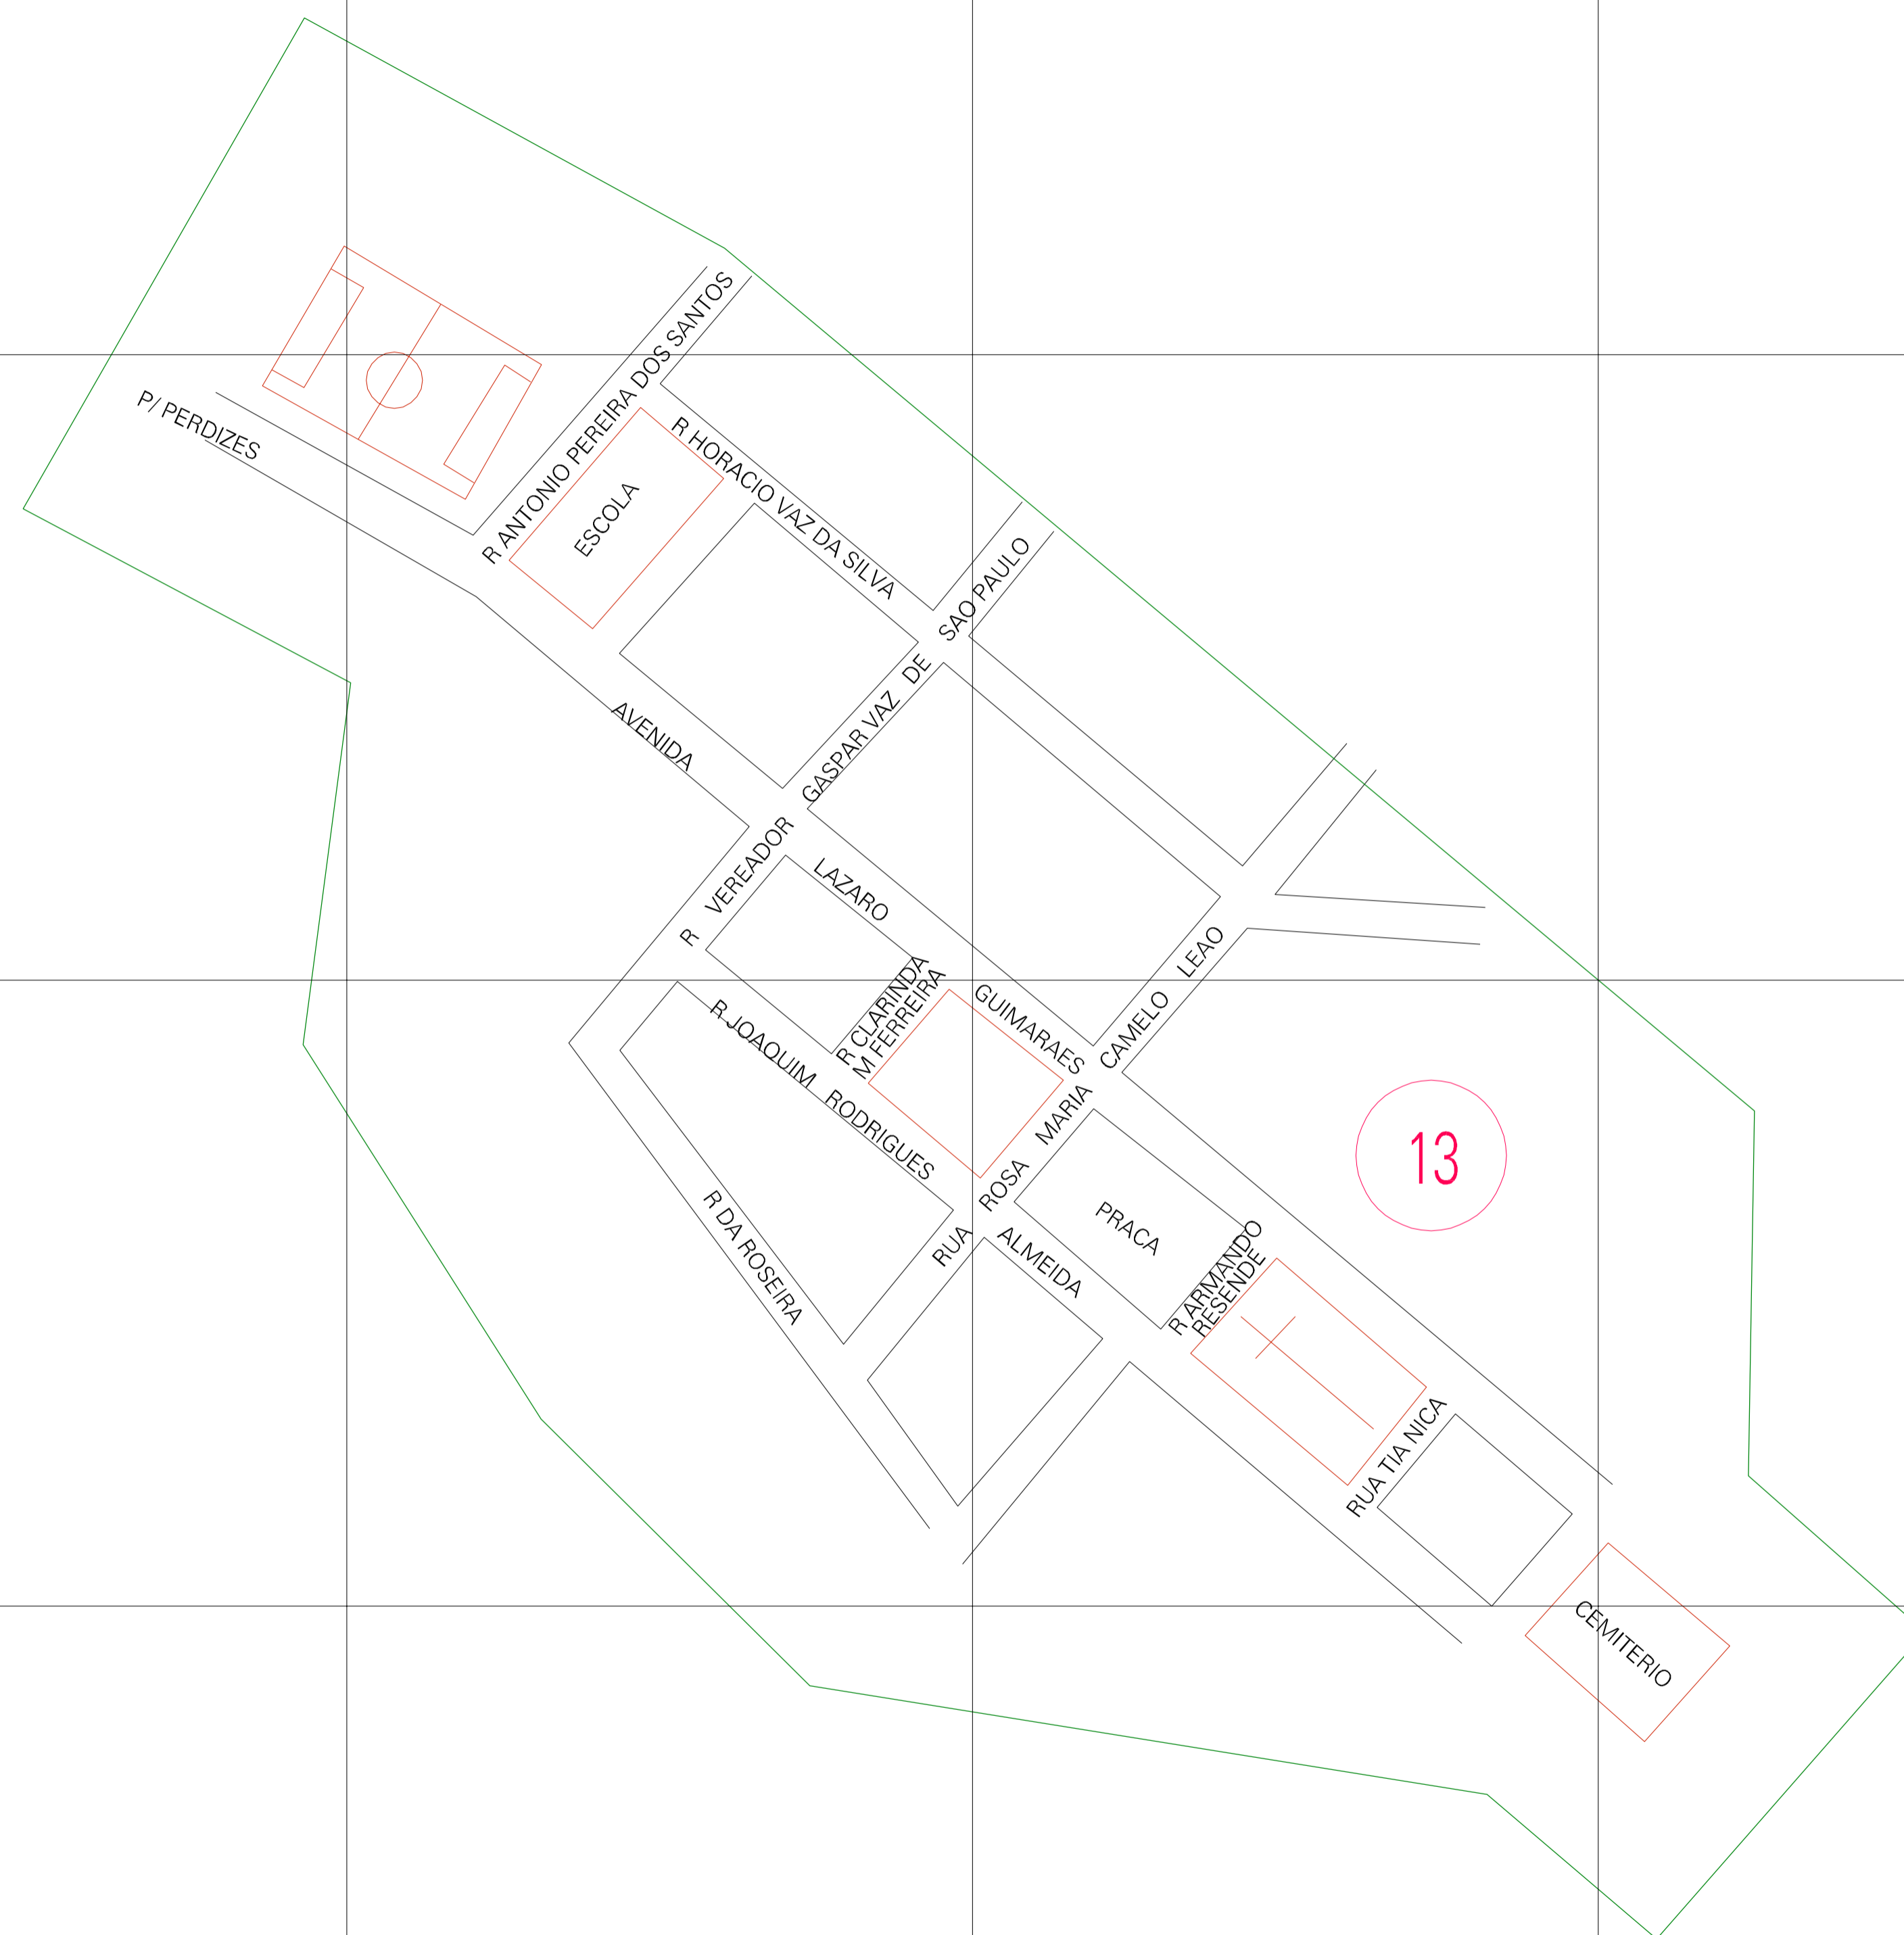 P/ PERDIZES
R ANTONIO PEREIRA DOS SANTOS
ESCOLA
R HORACIO VAZ DA SILVA
AVENIDA LAZARO GUIMARAES
R VEREADOR GASPAR VAZ DE SAO PAULO
R CLARINDA
M FERREIRA
R JOAQUIM RODRIGUES ALMEIDA
R DA ROSEIRA
RUA ROSA MARIA CAMELO LEAO
PRACA
R ARMANDO
RESENDE
13
RUA TIA NICA
CEMITERIO